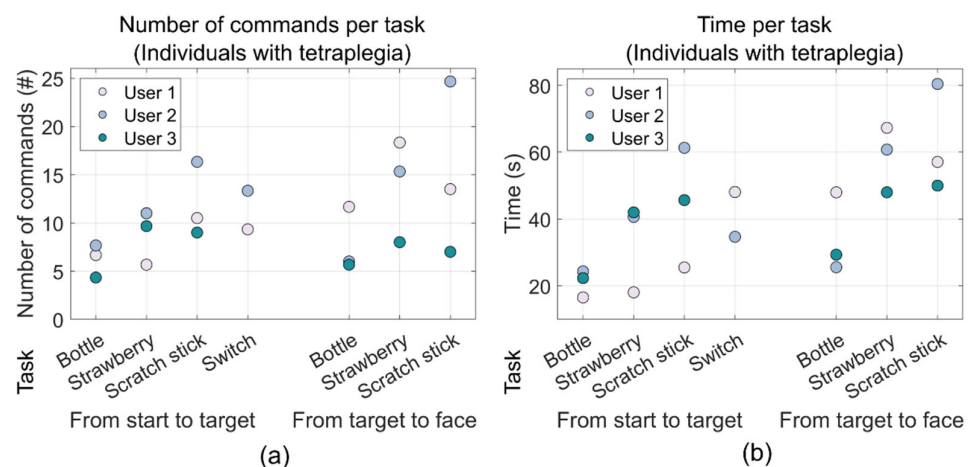 Number of commands per task
(Individuals with tetraplegia)
Number of commands (#)
25
20
15
10
5
0
User 1
User 2
User 3
Task
Bottle
Strawberry
Scratch stick
Switch
Bottle
Strawberry
Scratch stick
From start to target
From target to face
(a)
Time per task
(Individuals with tetraplegia)
Time (s)
80
60
40
20
User 1
User 2
User 3
Task
Bottle
Strawberry
Scratch stick
Switch
Bottle
Strawberry
Scratch stick
From start to target
From target to face
(b)